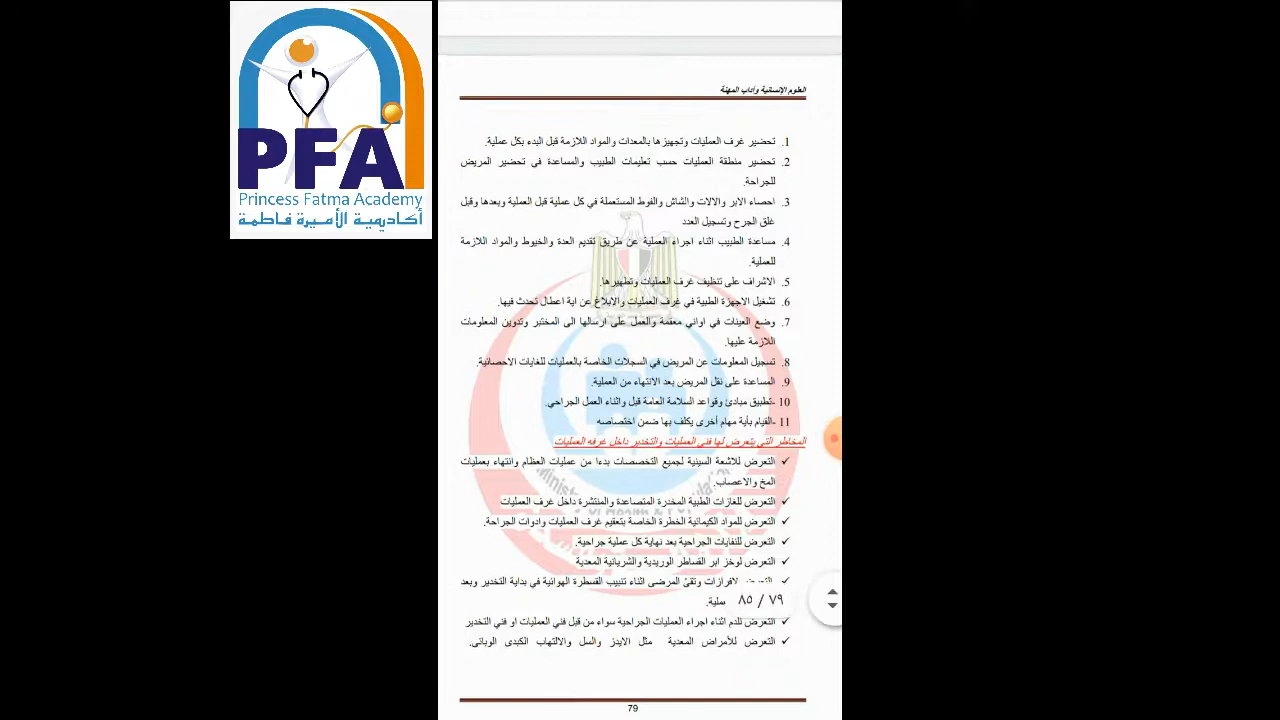 PFA
Princess Fatma Academy
أكاديمية الأميرة فاطمة
العلوم الإنسانية وآداب المهنة
1. تحضير غرف العمليات وتجهيزها بالمعدات والمواد اللازمة قبل البدء بكل عملية.
2. تحضير منطقة العمليات حسب تعليمات الطبيب والمساعدة في تحضير المريض
للجراحة.
3. احصاء الابر والالات والشاش والفوط المستعملة في كل عملية قبل العملية وبعدها وقبل
غلق الجرح وتسجيل العدد
4. مساعدة الطبيب اثناء اجراء العملية عن طريق تقديم العدة والخيوط والمواد اللازمة
للعملية.
5. الاشراف على تنظيف غرف العمليات وتطهيرها.
6. تشغيل الاجهزة الطبية في غرف العمليات والابلاغ عن اية اعطال تحدث فيها.
7. وضع العينات في اواني معقمة والعمل على ارسالها الى المختبر وتدوين المعلومات
اللازمة عليها.
8. تسجيل المعلومات عن المريض في السجلات الخاصة بالعمليات للغايات الاحصائية.
9. المساعدة على نقل المريض بعد الانتهاء من العملية.
10 -تطبيق مبادئ وقواعد السلامة العامة قبل واثناء العمل الجراحي.
11 -القيام بأية مهام أخرى يكلف بها ضمن اختصاصه
المخاطر التي يتعرض لها فني العمليات والتخدير داخل غرفه العمليات
✓ التعرض للاشعة السينية لجميع التخصصات بدءا من عمليات العظام وانتهاء بعمليات
المخ والاعصاب.
✓ التعرض للغازات الطبية المخدرة المتصاعدة والمنتشرة داخل غرف العمليات
✓ التعرض للمواد الكيمائية الخطرة الخاصة بتعقيم غرف العمليات وادوات الجراحة.
✓ التعرض للنفايات الجراحية بعد نهاية كل عملية جراحية.
✓ التعرض لوخز ابر القساطر الوريدية والشريانية المعدية
✓ لافرازات وتقئ المرضى اثناء تنبيب القسطرة الهوائية في بداية التخدير وبعد
٧٩ / ٨٥
✓ التعرض للدم اثناء اجراء العمليات الجراحية سواء من قبل فني العمليات او فني التخدير
✓ التعرض للأمراض المعدية مثل الايدز والسل والالتهاب الكبدى الوبائى.
79